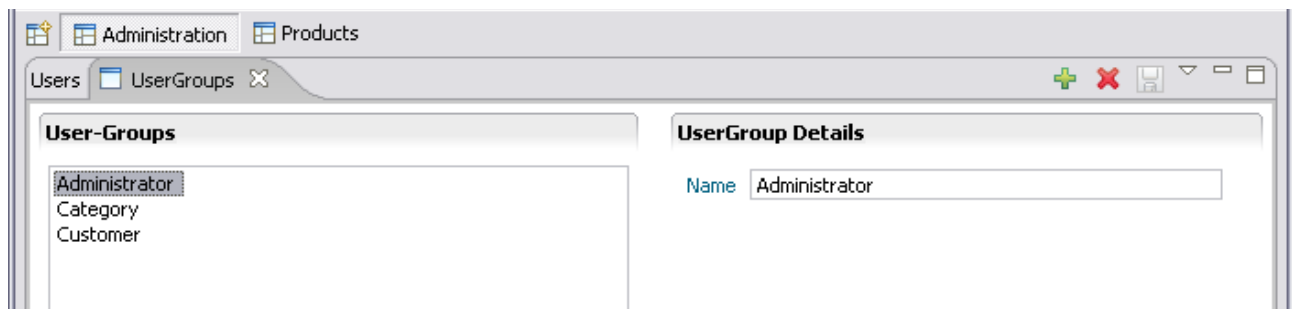 Administration Products
Users UserGroups
User-Groups UserGroup Details
Administrator Name Administrator
Category
Customer